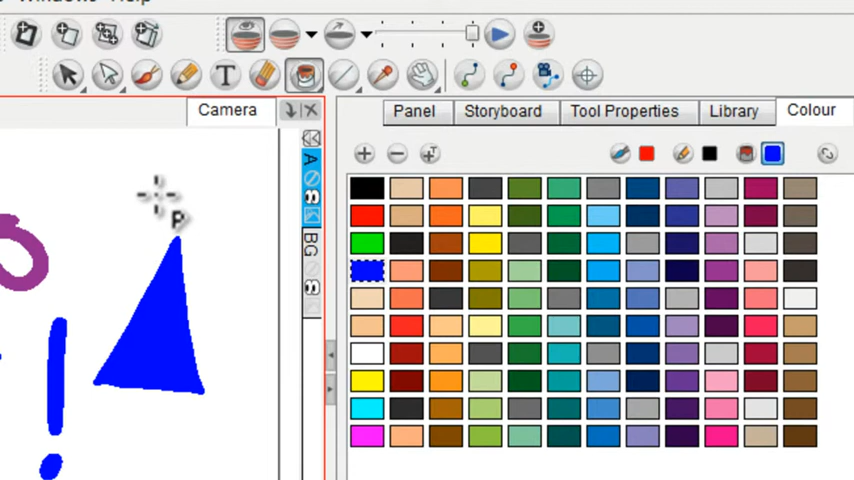 Windows Help
T
Camera
Panel Storyboard Tool Properties Library Colour
T
A
BG
P
!